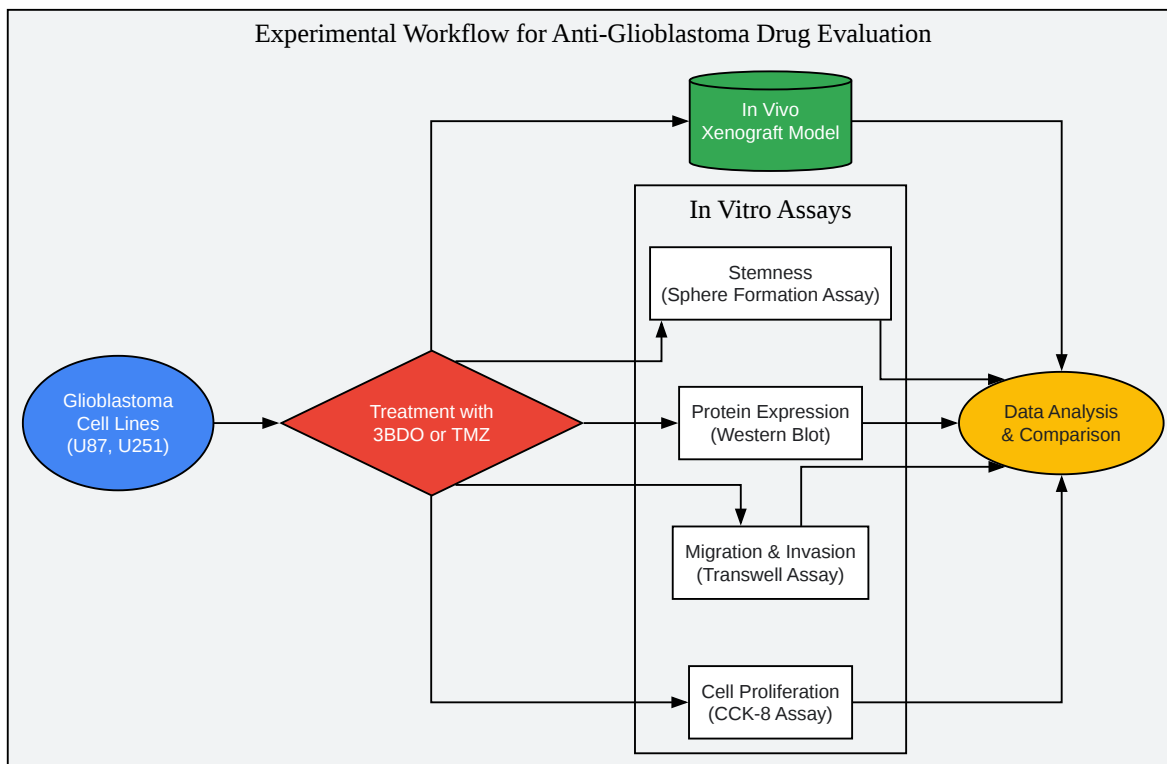 Experimental Workflow for Anti-Glioblastoma Drug Evaluation
In Vivo
Xenograft Model
In Vitro Assays
Stemness
(Sphere Formation Assay)
Glioblastoma
Cell Lines
(U87, U251)
Treatment with
3BDO or TMZ
Protein Expression
(Western Blot)
Data Analysis
& Comparison
Migration & Invasion
(Transwell Assay)
Cell Proliferation
(CCK-8 Assay)